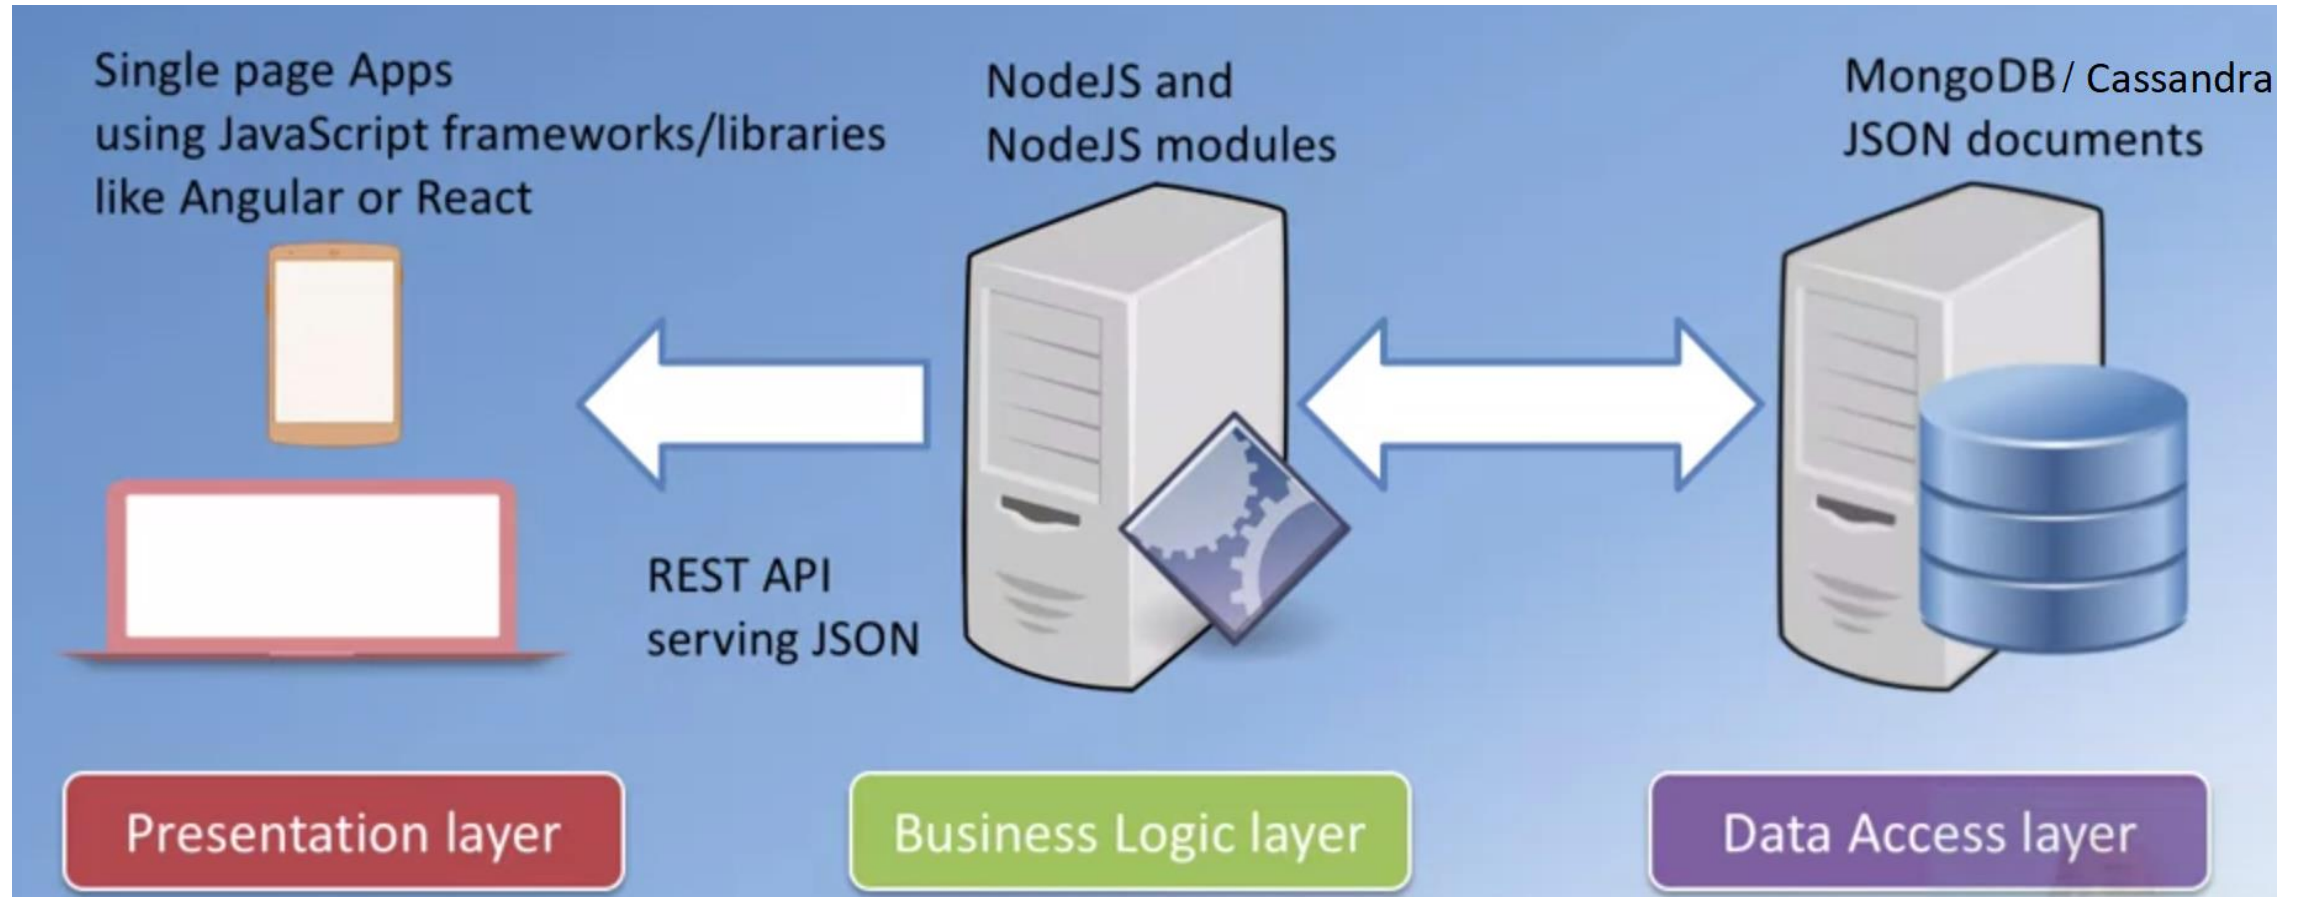 Single page Apps
using JavaScript frameworks/libraries
like Angular or React
NodeJS and
NodeJS modules
MongoDB / Cassandra
JSON documents
REST API
serving JSON
Presentation layer
Business Logic layer
Data Access layer